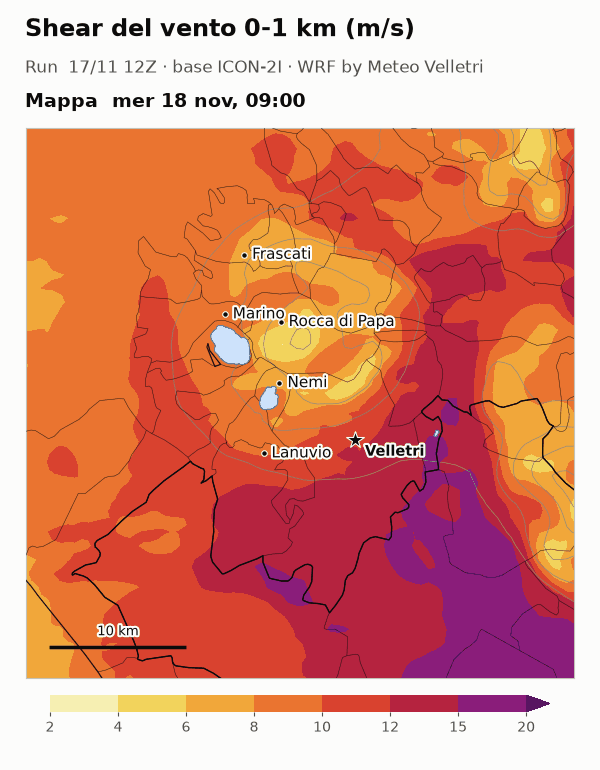 Shear del vento 0-1 km (m/s)
Run  17/11 12Z · base ICON-2I · WRF by Meteo Velletri
Mappa  mer 18 nov, 09:00
Frascati
Marino
Rocca di Papa
Nemi
Velletri
Lanuvio
10 km
2 4 6 8 10 12 15 20